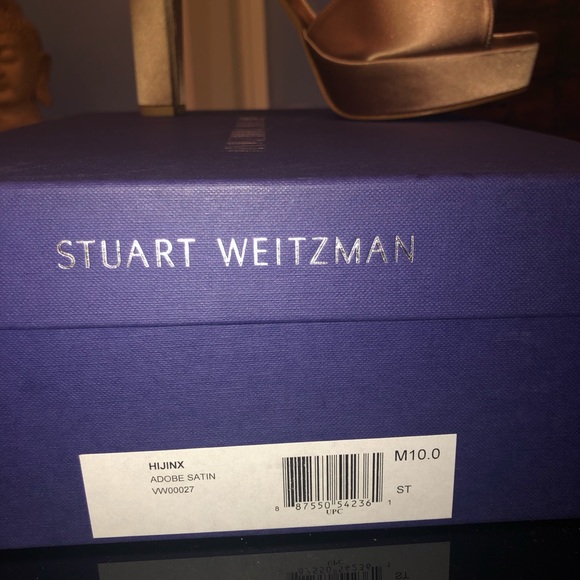 STUART WEITZMAN
HIJINX
ADOBE SATIN
VW00027
M10.0
ST
8 87550 54236 1
UPC